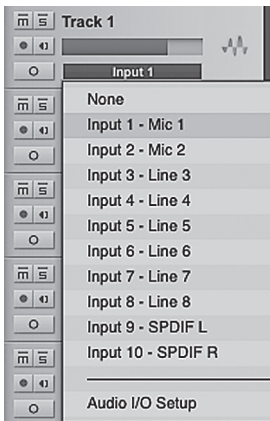 m s Track 1
Input 1
None
m s
Input 1 - Mic 1
Input 2 - Mic 2
Input 3 - Line 3
m s
Input 4 - Line 4
Input 5 - Line 5
Input 6 - Line 6
m s
Input 7 - Line 7
Input 8 - Line 8
Input 9 - SPDIF L
Input 10 - SPDIF R
m s
Audio I/O Setup